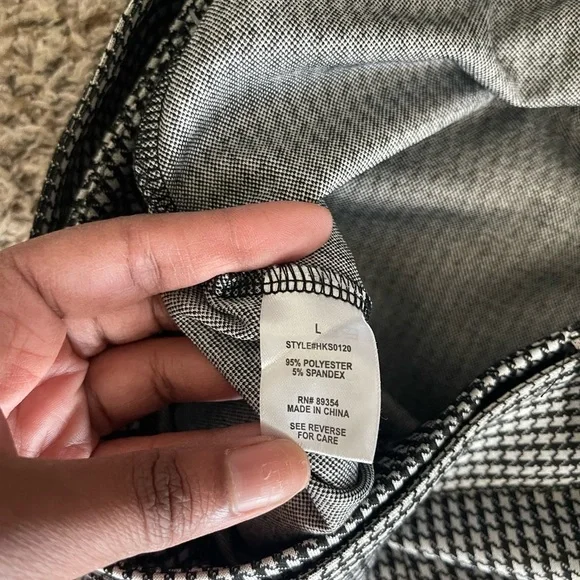 L
STYLE#HKS0120
95% POLYESTER
5% SPANDEX
RN# 89354
MADE IN CHINA
SEE REVERSE
FOR CARE